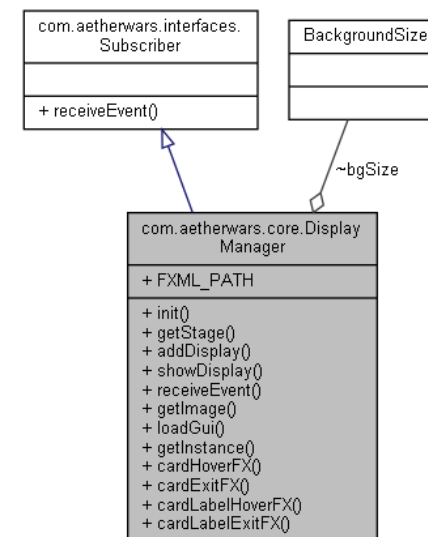 com.aetherwars.interfaces.
Subscriber
+ receiveEvent()
BackgroundSize
~bgSize
com.aetherwars.core.Display
Manager
+ FXML_PATH
+ init()
+ getStage()
+ addDisplay()
+ showDisplay()
+ receiveEvent()
+ getImage()
+ loadGui()
+ getInstance()
+ cardHoverFX()
+ cardExitFX()
+ cardLabelHoverFX()
+ cardLabelExitFX()